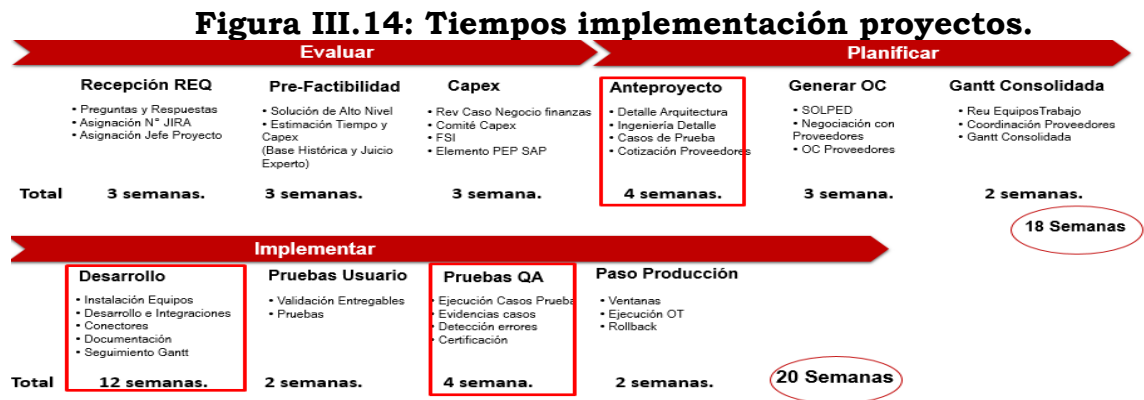 Figura III.14: Tiempos implementación proyectos.
Evaluar
Planificar
Recepción REQ
• Preguntas y Respuestas
• Asignación N° JIRA
• Asignación Jefe Proyecto
Pre-Factibilidad
• Solución de Alto Nivel
• Estimación Tiempo y
Capex
(Base Histórica y Juicio
Experto)
Capex
• Rev Caso Negocio finanzas
• Comité Capex
• FSI
• Elemento PEP SAP
Anteproyecto
• Detalle Arquitectura
• Ingeniería Detalle
• Casos de Prueba
• Cotización Proveedores
Generar OC
• SOLPED
• Negociación con
Proveedores
• OC Proveedores
Gantt Consolidada
• Reu EquiposTrabajo
• Coordinación Proveedores
• Gantt Consolidada
Total
3 semanas.
3 semanas.
3 semana.
4 semanas.
3 semana.
2 semanas.
18 Semanas
Implementar
Desarrollo
• Instalación Equipos
• Desarrollo e Integraciones
• Conectores
• Documentación
• Seguimiento Gantt
Pruebas Usuario
• Validación Entregables
• Pruebas
Pruebas QA
• Ejecución Casos Prueba
• Evidencias casos
• Detección errores
• Certificación
Paso Producción
• Ventanas
• Ejecución OT
• Rollback
Total
12 semanas.
2 semanas.
4 semana.
2 semanas.
20 Semanas